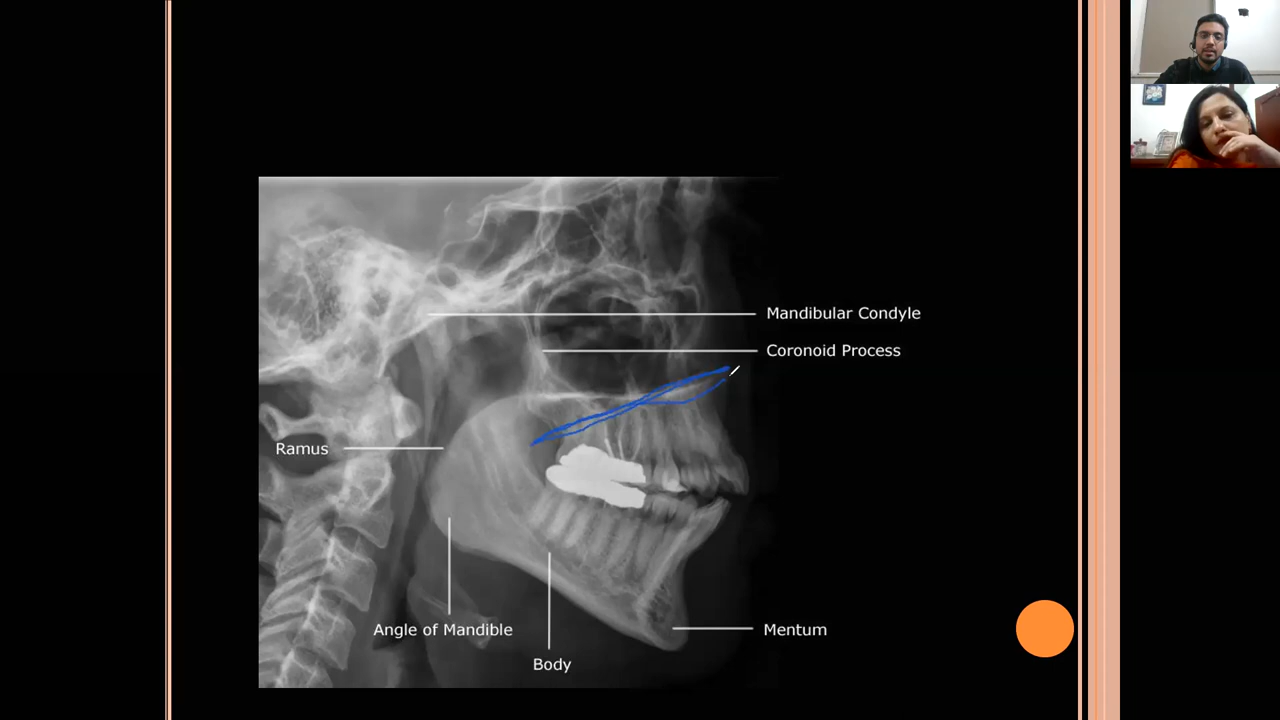 Mandibular Condyle
Coronoid Process
Ramus
Angle of Mandible
Mentum
Body